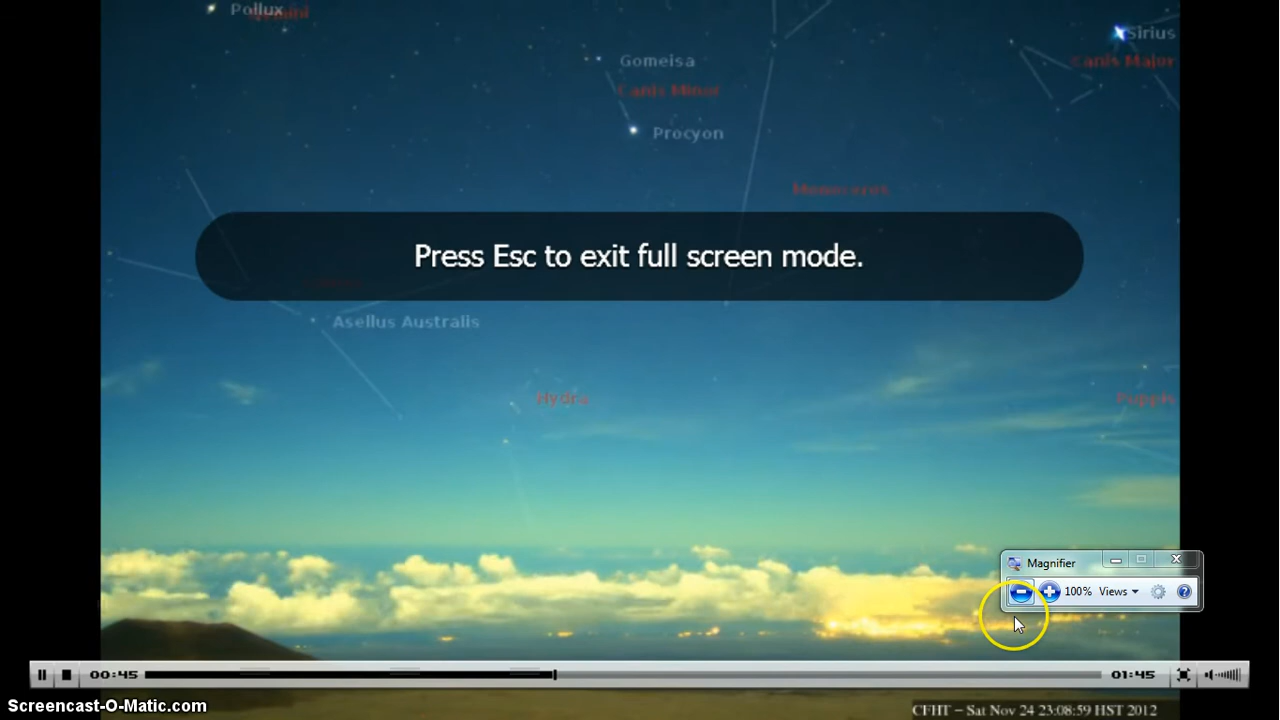 Pollux
Gemini
Sirius
Canis Major
Gomeisa
Canis Minor
Procyon
Monoceros
Press Esc to exit full screen mode.
Asellus Australis
Hydra
Puppis
Magnifier
100% Views
00:45
01:45
Screencast-O-Matic.com
CFHT – Sat Nov 24 23:08:59 HST 2012